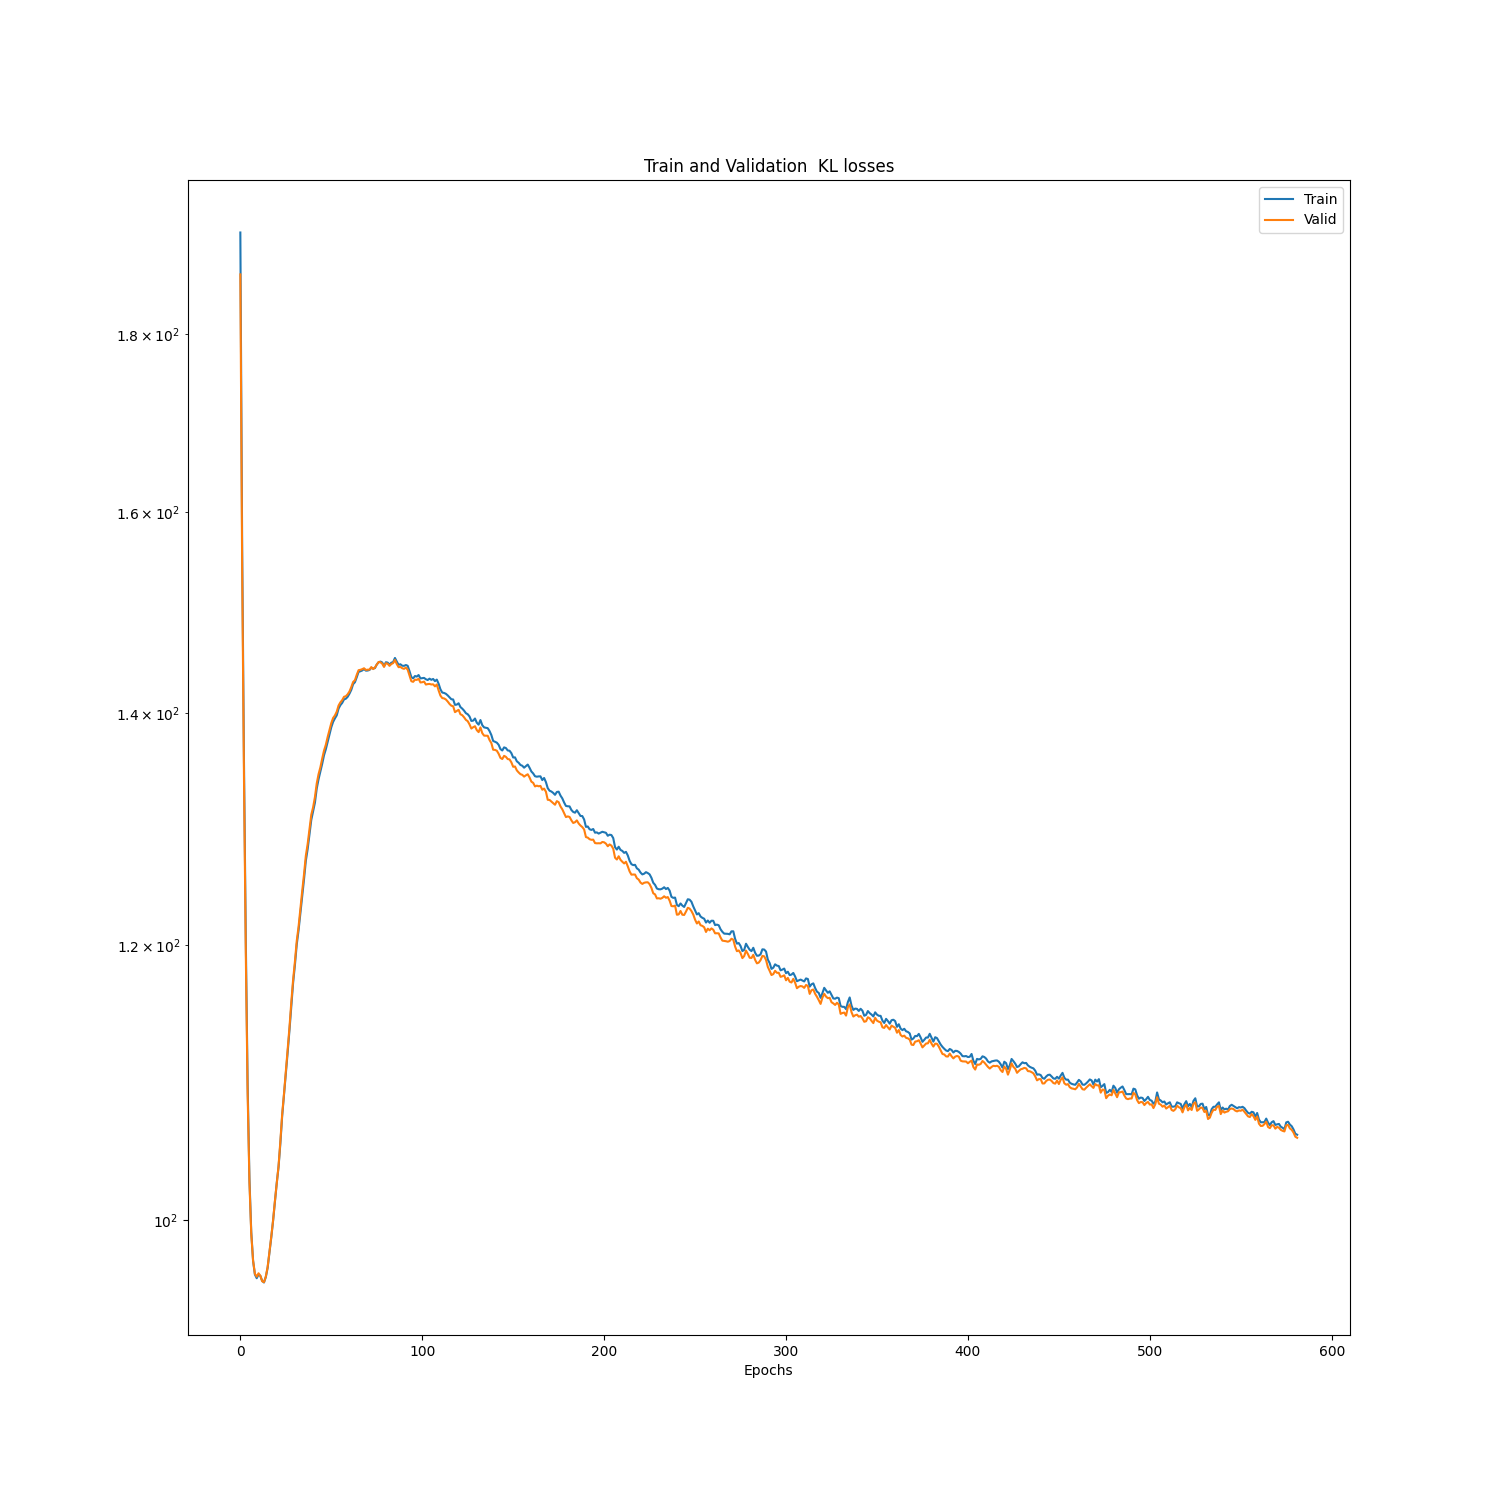 Train and Validation  KL losses
Train
Valid
1.8 × 10²
1.6 × 10²
1.4 × 10²
1.2 × 10²
10²
0 100 200 300 400 500 600
Epochs